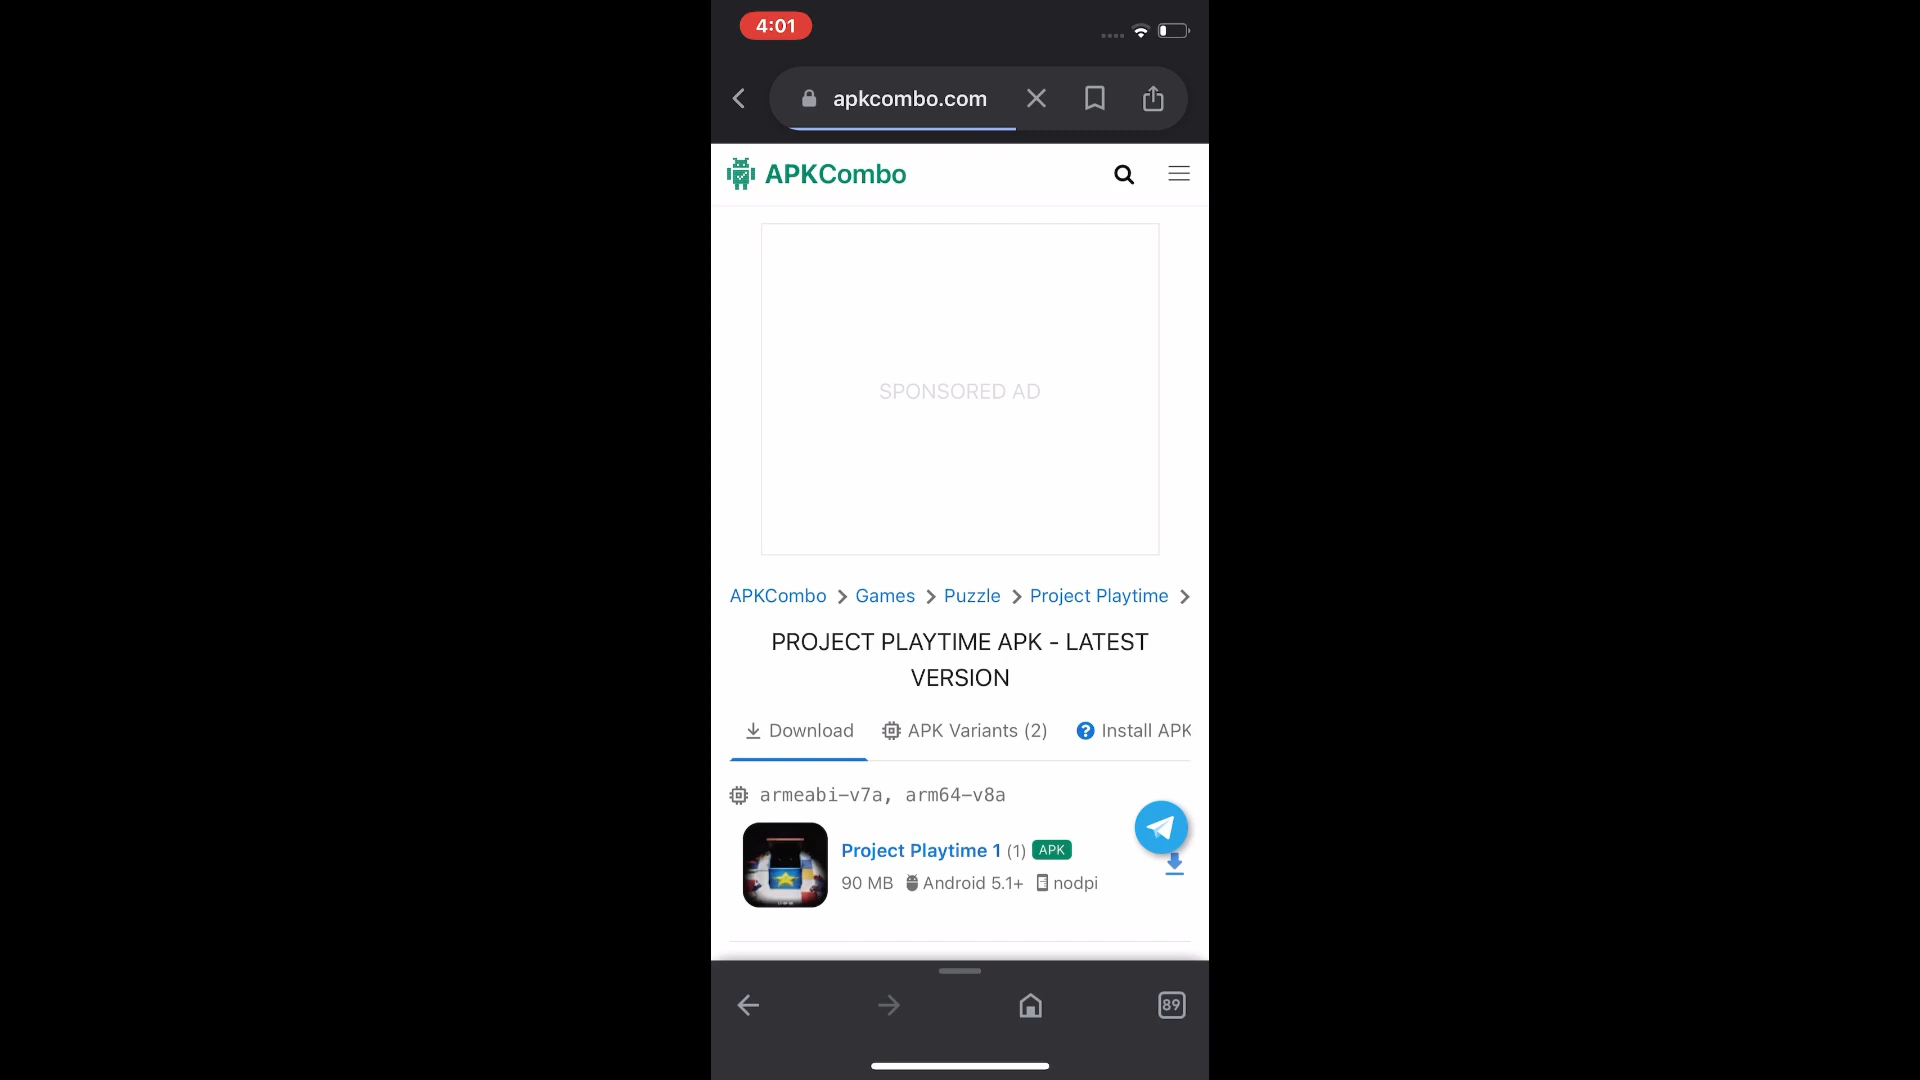 4:01
apkcombo.com
APKCombo
SPONSORED AD
APKCombo > Games > Puzzle > Project Playtime >
PROJECT PLAYTIME APK - LATEST
VERSION
Download APK Variants (2) ? Install APK
armeabi-v7a, arm64-v8a
Project Playtime 1 (1) APK
90 MB Android 5.1+ nodpi
89